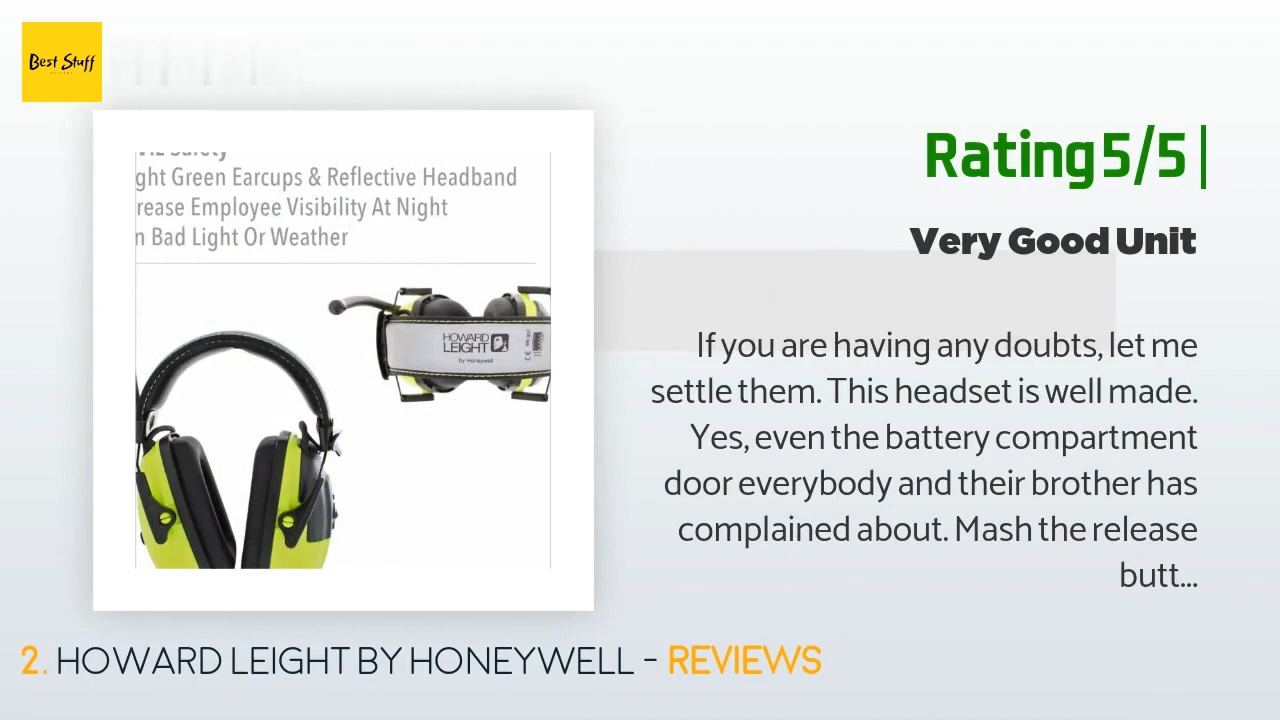 Best Stuff
Rating 5/5 |
Very Good Unit
ght Green Earcups & Reflective Headband
rease Employee Visibility At Night
n Bad Light Or Weather
HOWARD
LEIGHT
by Honeywell
If you are having any doubts, let me
settle them. This headset is well made.
Yes, even the battery compartment
door everybody and their brother has
complained about. Mash the release
butt...
2. HOWARD LEIGHT BY HONEYWELL - REVIEWS